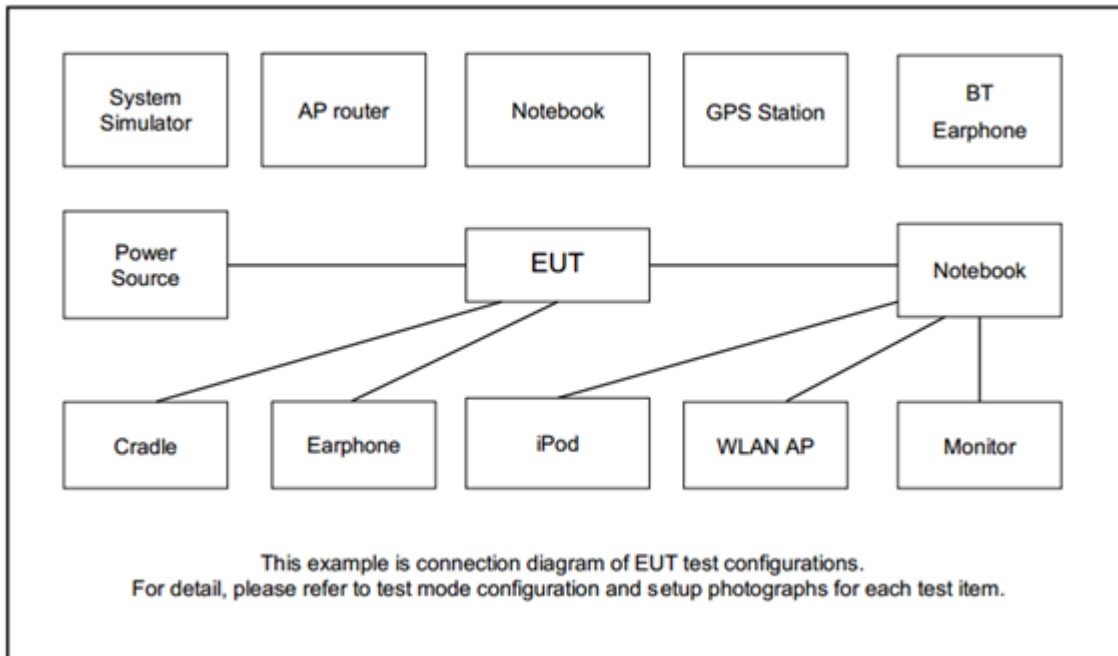 System
Simulator
AP router
Notebook
GPS Station
BT
Earphone
Power
Source
EUT
Notebook
Cradle
Earphone
iPod
WLAN AP
Monitor
This example is connection diagram of EUT test configurations.
For detail, please refer to test mode configuration and setup photographs for each test item.